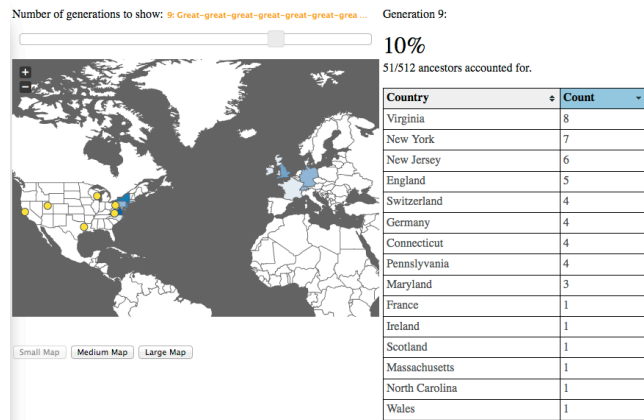 Number of generations to show: 9: Great-great-great-great-great-great-grea ...
+
−
Small Map Medium Map Large Map
Generation 9:
10%
51/512 ancestors accounted for.
Country Count
Virginia 8
New York 7
New Jersey 6
England 5
Switzerland 4
Germany 4
Connecticut 4
Pennslyvania 4
Maryland 3
France 1
Ireland 1
Scotland 1
Massachusetts 1
North Carolina 1
Wales 1